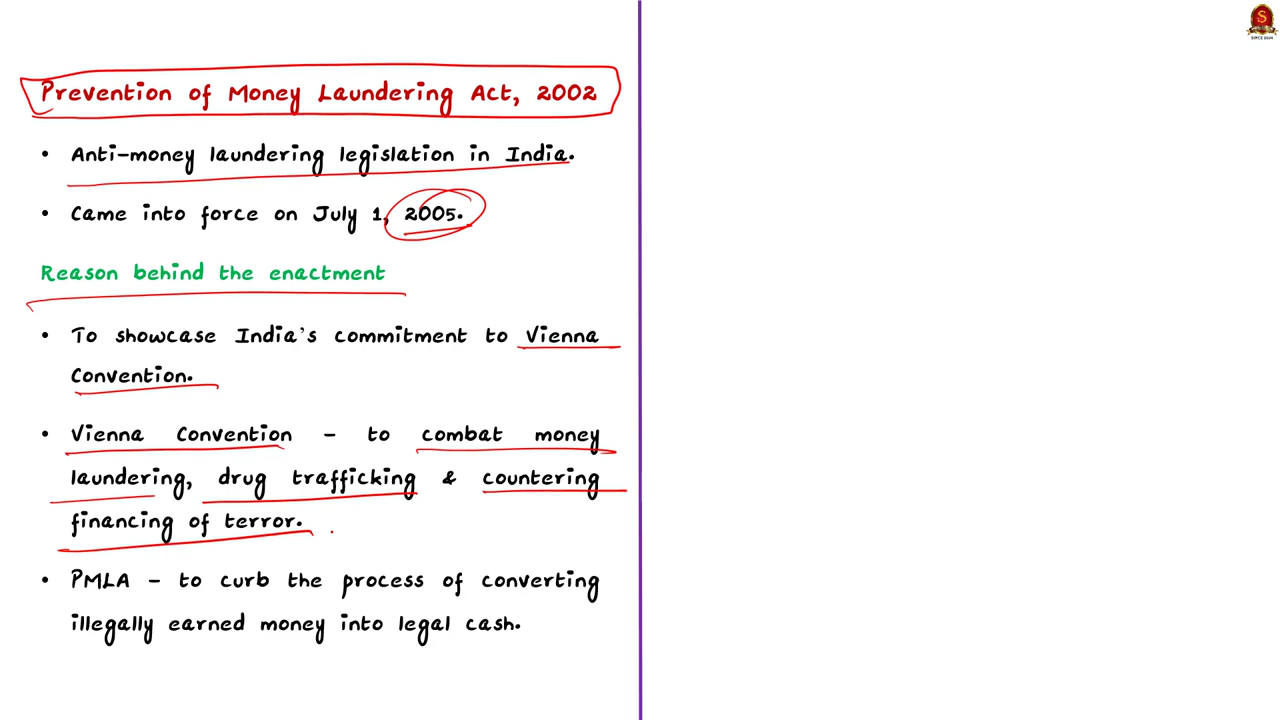 Prevention of Money Laundering Act, 2002
• Anti-money laundering legislation in India.
• Came into force on July 1, 2005.
Reason behind the enactment
• To showcase India's commitment to Vienna
Convention.
• Vienna Convention – to combat money
laundering, drug trafficking & countering
financing of terror.
• PMLA – to curb the process of converting
illegally earned money into legal cash.
S